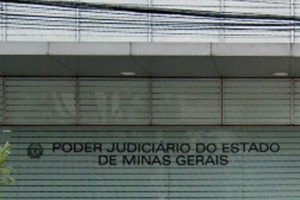 PODER JUDICIÁRIO DO ESTADO
DE MINAS GERAIS